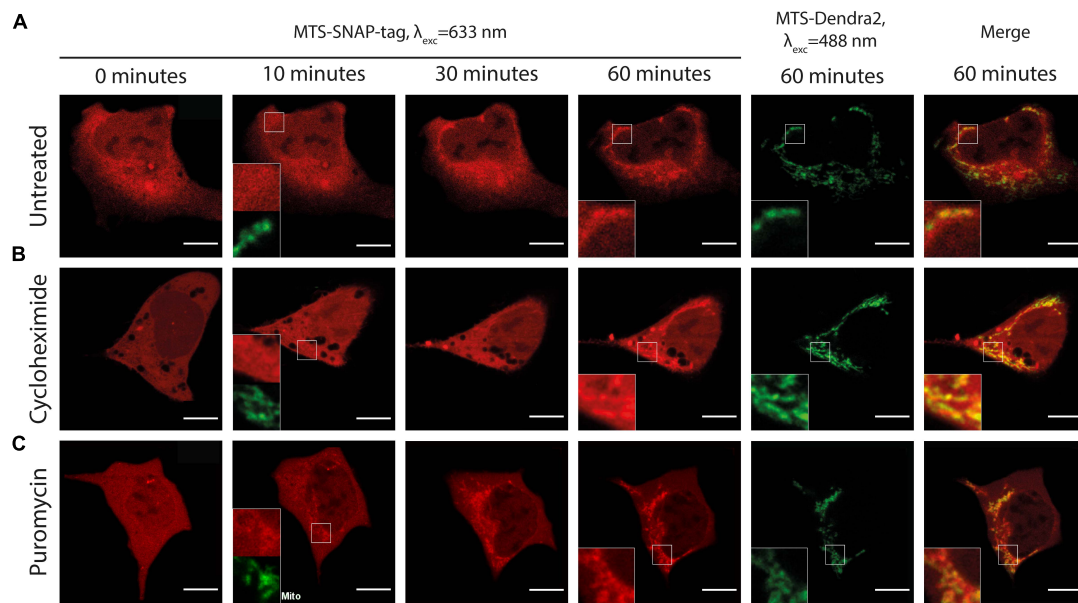 A
MTS-SNAP-tag, λexc=633 nm
MTS-Dendra2,
λexc=488 nm
Merge
0 minutes
10 minutes
30 minutes
60 minutes
60 minutes
60 minutes
Untreated
B
Cycloheximide
C
Puromycin
Mito